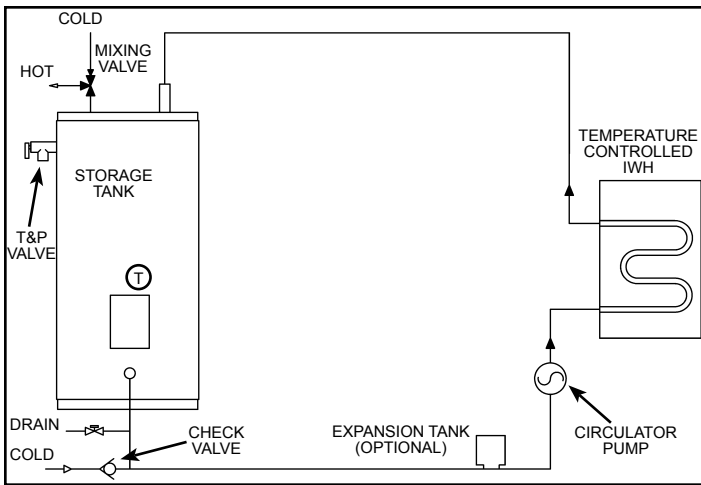 COLD
MIXING
VALVE
HOT
TEMPERATURE
CONTROLLED
IWH
STORAGE
TANK
T&P
VALVE
T
DRAIN
COLD
CHECK
VALVE
EXPANSION TANK
(OPTIONAL)
CIRCULATOR
PUMP